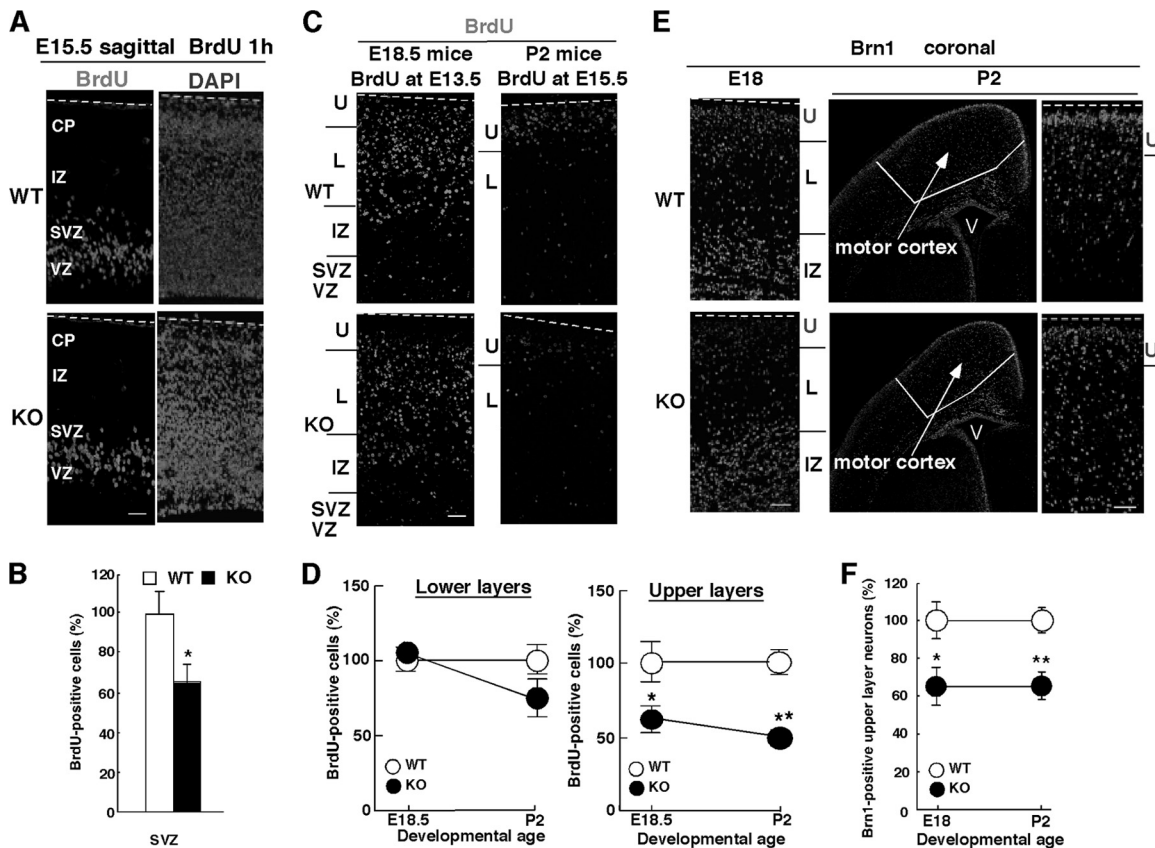 A
E15.5 sagittal BrdU 1h
BrdU DAPI
WT
CP
IZ
SVZ
VZ
KO
CP
IZ
SVZ
VZ
B
WT KO
BrdU-positive cells (%)
120
100
80
60
40
20
0
*
SVZ
C
BrdU
E18.5 mice P2 mice
BrdU at E13.5 BrdU at E15.5
U
L
WT
IZ
SVZ
VZ
U
L
U
L
KO
IZ
SVZ
VZ
U
L
D
Lower layers
BrdU-positive cells (%)
150
100
50
0
WT
KO
E18.5 P2
Developmental age
Upper layers
BrdU-positive cells (%)
150
100
50
0
*
**
WT
KO
E18.5 P2
Developmental age
E
Brn1 coronal
E18 P2
WT
U
L
IZ
V
motor cortex
U
KO
U
L
IZ
V
motor cortex
U
F
Brn1-positive upper layer neurons (%)
120
100
80
60
40
20
0
*
**
WT
KO
E18 P2
Developmental age